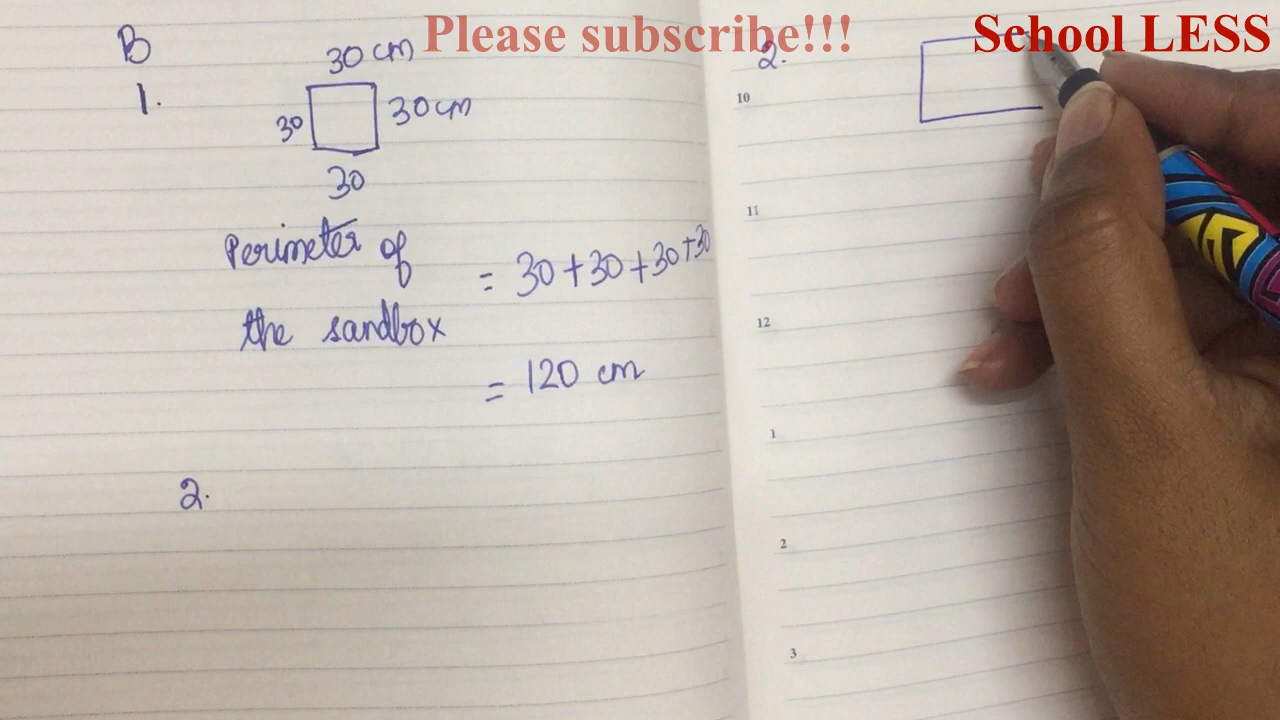 Please subscribe!!! School LESS
B
1.
30 cm
30
30 cm
30
Perimeter of
the sandbox
= 30 + 30 + 30 + 30
= 120 cm
2.
2.
10
11
12
1
2
3